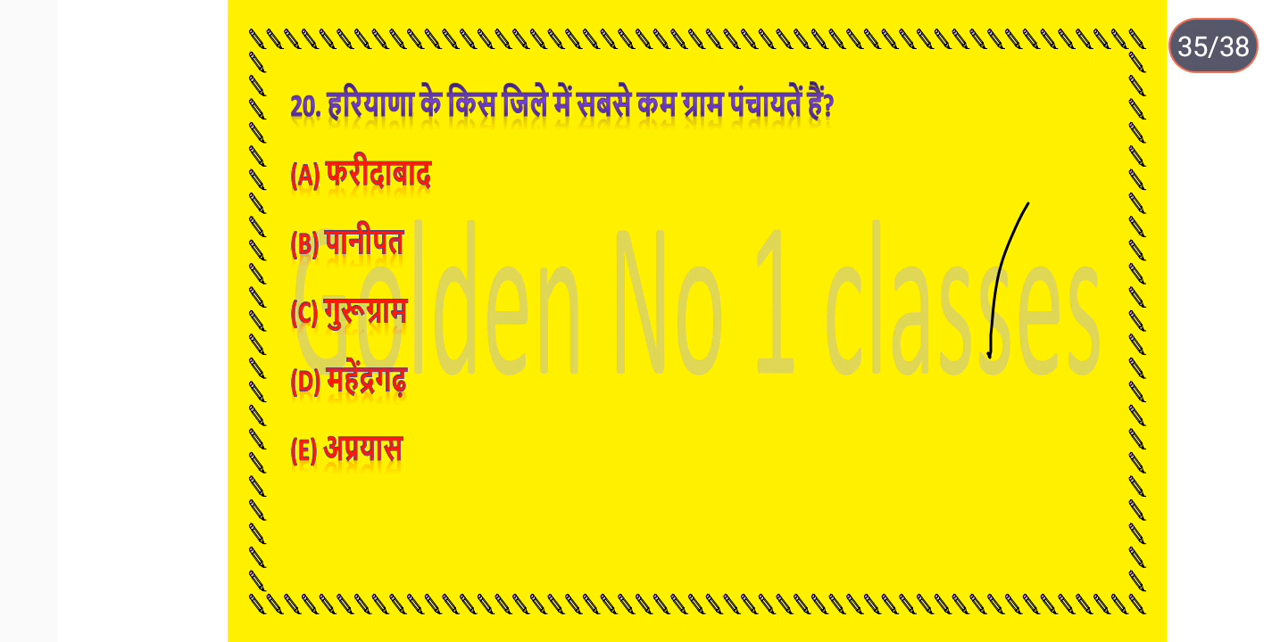 35/38
20. हरियाणा के किस जिले में सबसे कम ग्राम पंचायतें हैं?
(A) फरीदाबाद
(B) पानीपत
(C) गुरूग्राम
(D) महेंद्रगढ़
(E) अप्रयास
Golden No 1 classes